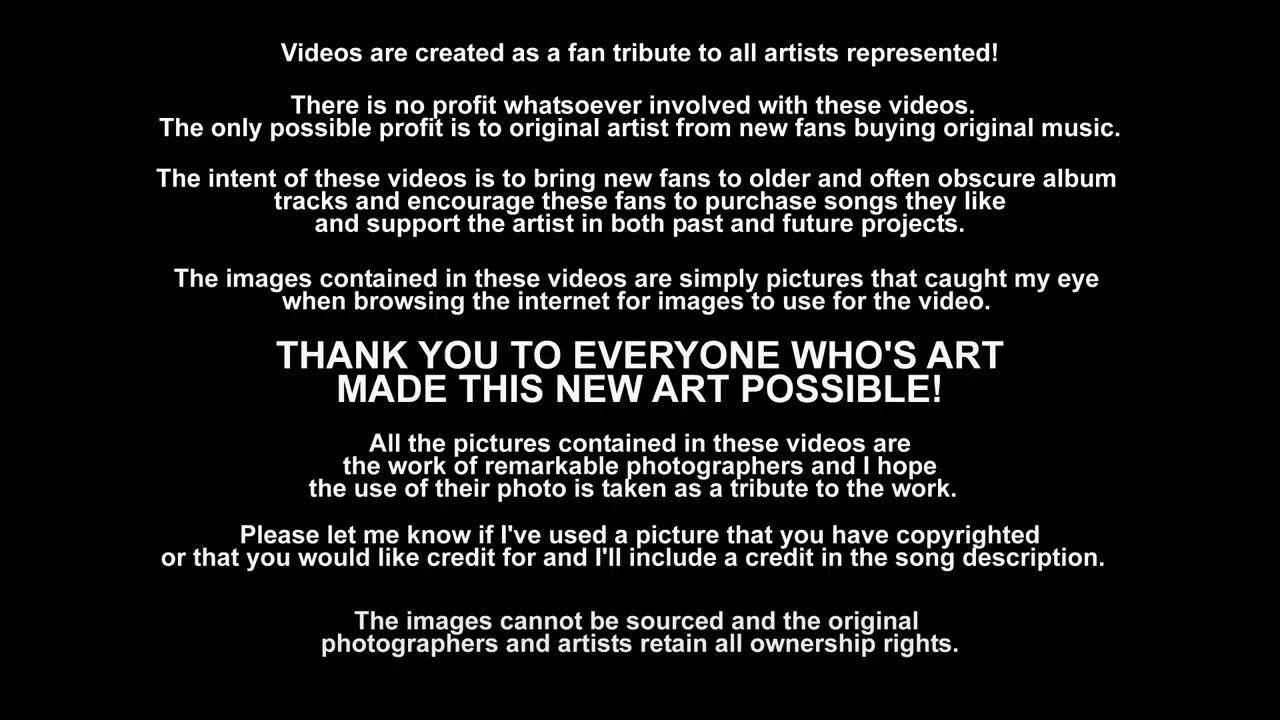 Videos are created as a fan tribute to all artists represented!
There is no profit whatsoever involved with these videos.
The only possible profit is to original artist from new fans buying original music.
The intent of these videos is to bring new fans to older and often obscure album
tracks and encourage these fans to purchase songs they like
and support the artist in both past and future projects.
The images contained in these videos are simply pictures that caught my eye
when browsing the internet for images to use for the video.
THANK YOU TO EVERYONE WHO'S ART
MADE THIS NEW ART POSSIBLE!
All the pictures contained in these videos are
the work of remarkable photographers and I hope
the use of their photo is taken as a tribute to the work.
Please let me know if I've used a picture that you have copyrighted
or that you would like credit for and I'll include a credit in the song description.
The images cannot be sourced and the original
photographers and artists retain all ownership rights.